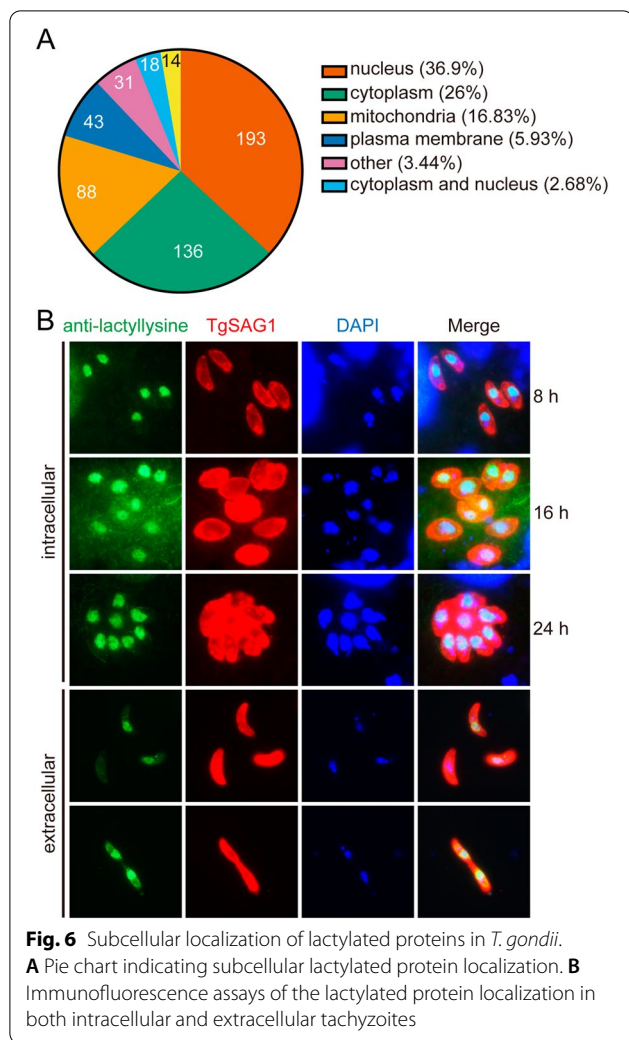 A
18
14
31
43
88
193
136
nucleus (36.9%)
cytoplasm (26%)
mitochondria (16.83%)
plasma membrane (5.93%)
other (3.44%)
cytoplasm and nucleus (2.68%)
B
anti-lactyllysine TgSAG1 DAPI Merge
intracellular
8 h
16 h
24 h
extracellular
Fig. 6 Subcellular localization of lactylated proteins in T. gondii.
A Pie chart indicating subcellular lactylated protein localization. B
Immunofluorescence assays of the lactylated protein localization in
both intracellular and extracellular tachyzoites